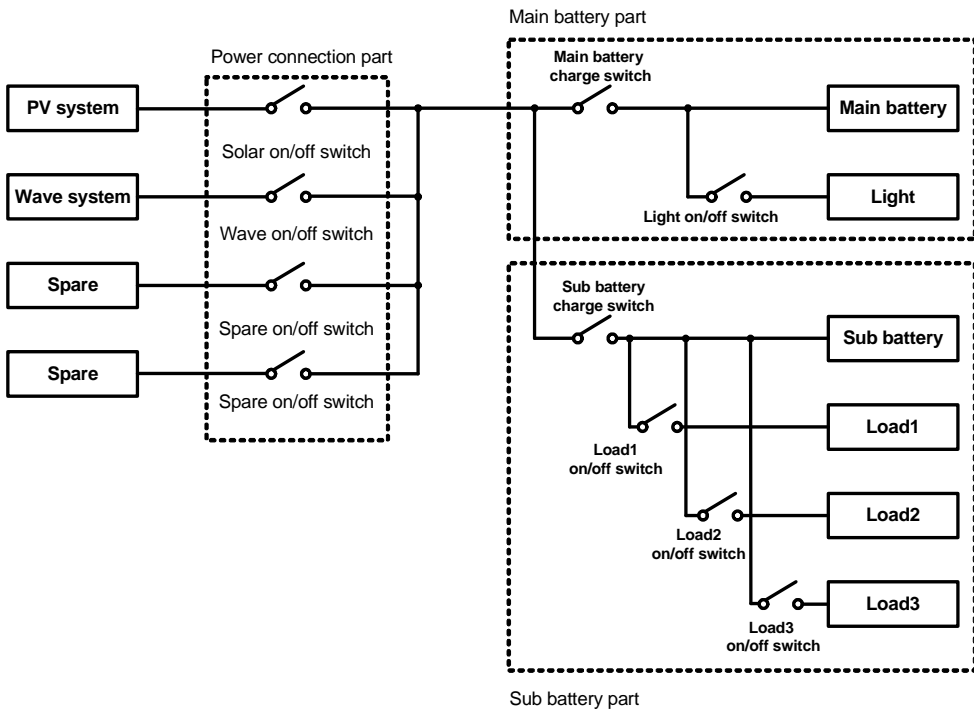 Main battery part
Power connection part
Main battery
charge switch
PV system
Main battery
Solar on/off switch
Wave system
Light
Light on/off switch
Wave on/off switch
Sub battery
charge switch
Spare
Spare on/off switch
Sub battery
Spare
Spare on/off switch
Load1
Load1
on/off switch
Load2
Load2
on/off switch
Load3
Load3
on/off switch
Sub battery part